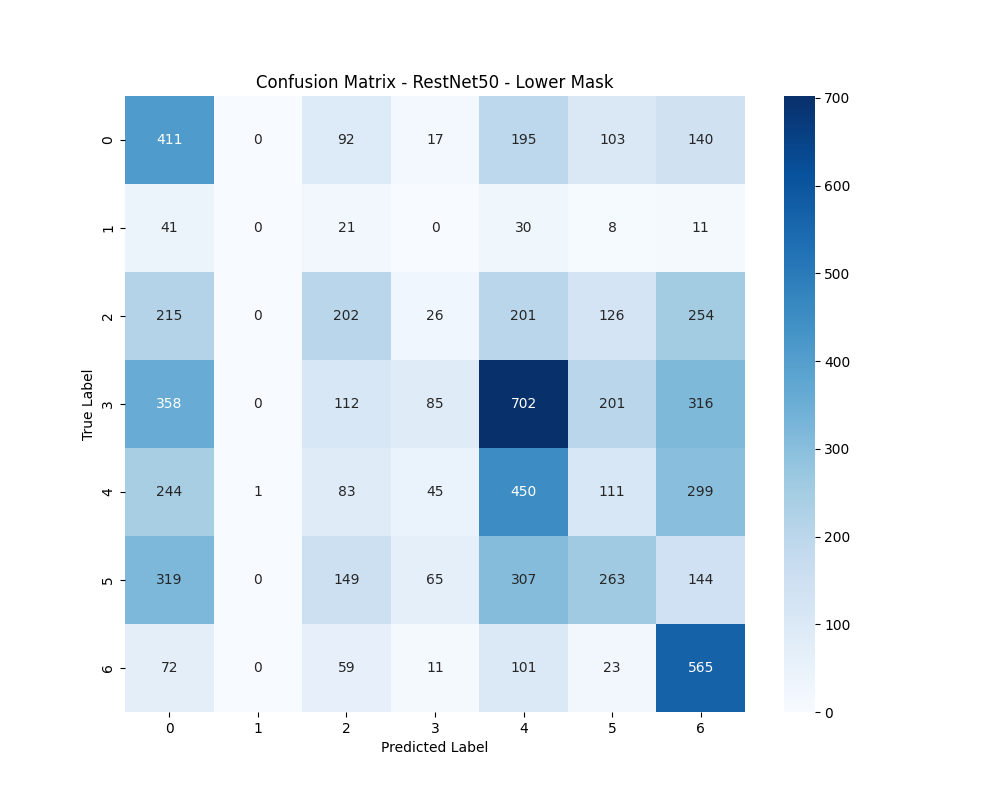 Confusion Matrix - RestNet50 - Lower Mask
0 411 0 92 17 195 103 140
1 41 0 21 0 30 8 11
2 215 0 202 26 201 126 254
3 358 0 112 85 702 201 316
4 244 1 83 45 450 111 299
5 319 0 149 65 307 263 144
6 72 0 59 11 101 23 565
0 1 2 3 4 5 6
Predicted Label
True Label
700
600
500
400
300
200
100
0